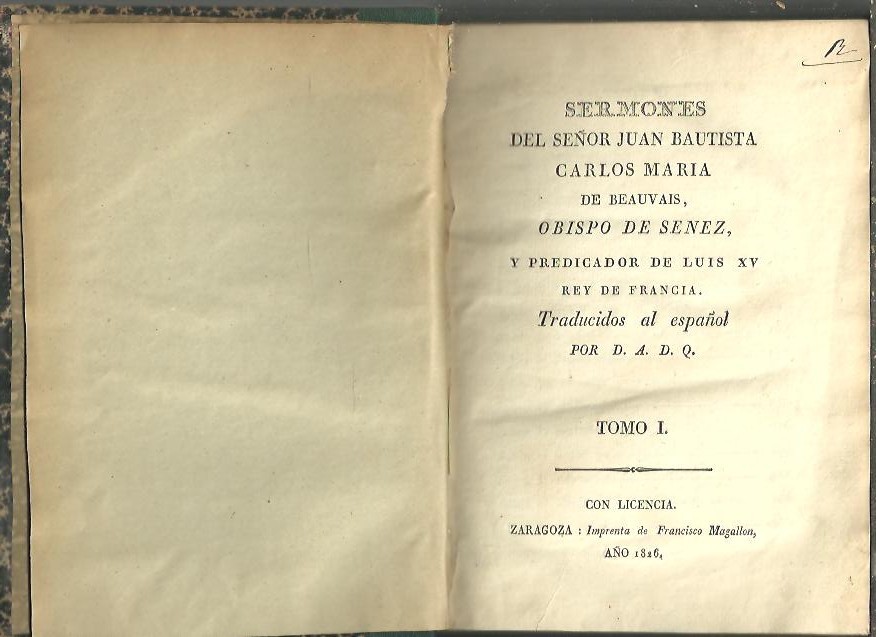 SERMONES
DEL SEÑOR JUAN BAUTISTA
CARLOS MARIA
DE BEAUVAIS,
OBISPO DE SENEZ,
Y PREDICADOR DE LUIS XV
REY DE FRANCIA.
Traducidos al español
POR D. A. D. Q.
TOMO I.
CON LICENCIA.
ZARAGOZA : Imprenta de Francisco Magallon,
AÑO 1826,